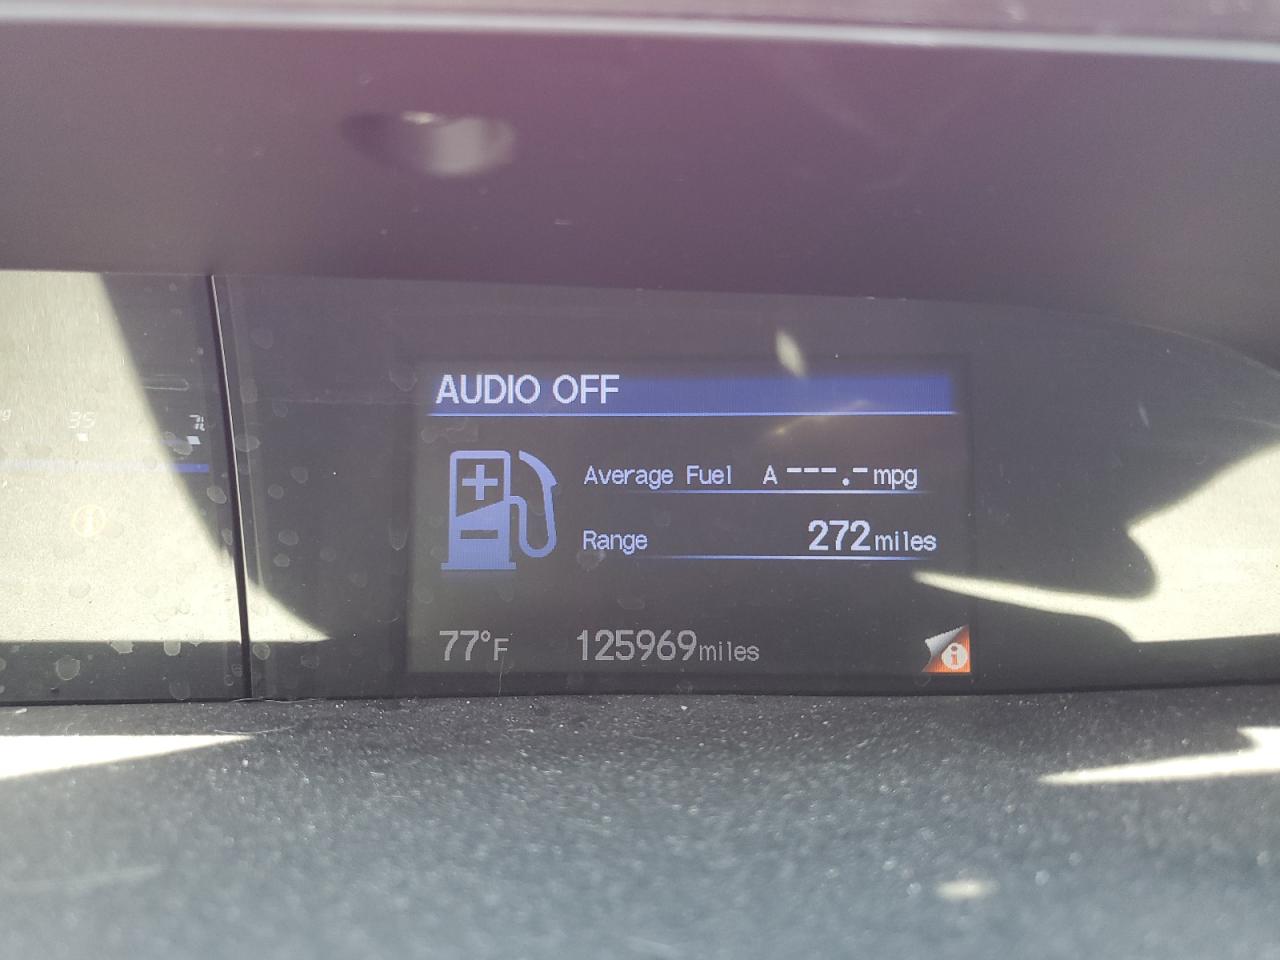 AUDIO OFF
Average Fuel A ---.- mpg
Range 272 miles
77°F 125969 miles
i